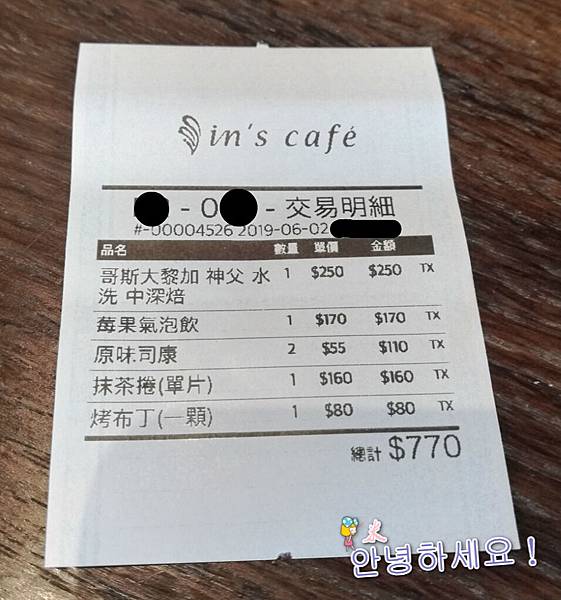 in's café
- 0 - 交易明細
#-00004526 2019-06-02
品名 數量 單價 金額
哥斯大黎加 神父 水 1 $250 $250 TX
洗 中深焙
莓果氣泡飲 1 $170 $170 TX
原味司康 2 $55 $110 TX
抹茶捲(單片) 1 $160 $160 TX
烤布丁(一顆) 1 $80 $80 TX
總計 $770
안녕하세요!